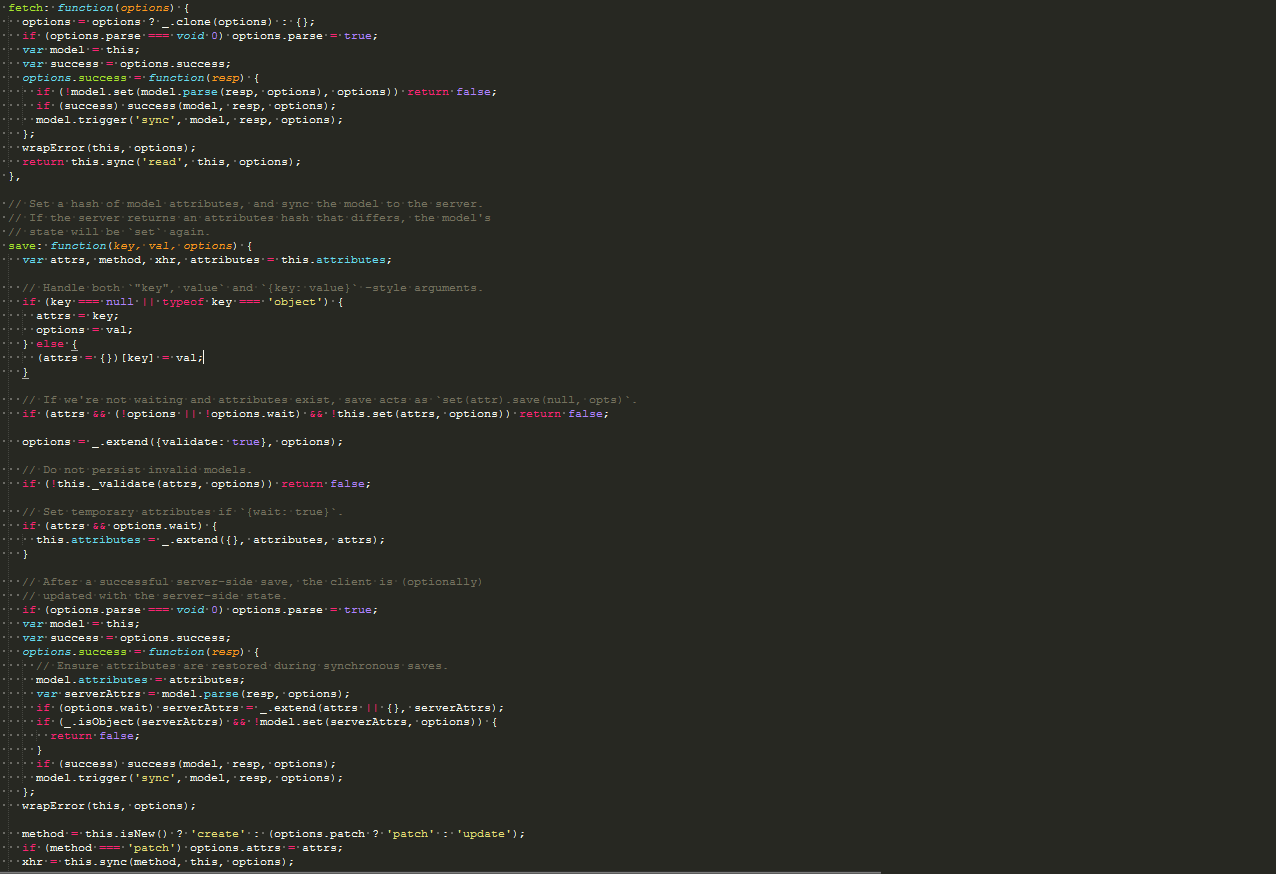 fetch: function(options) {
  options = options ? _.clone(options) : {};
  if (options.parse === void 0) options.parse = true;
  var model = this;
  var success = options.success;
  options.success = function(resp) {
    if (!model.set(model.parse(resp, options), options)) return false;
    if (success) success(model, resp, options);
    model.trigger('sync', model, resp, options);
  };
  wrapError(this, options);
  return this.sync('read', this, options);
},

// Set a hash of model attributes, and sync the model to the server.
// If the server returns an attributes hash that differs, the model's
// state will be `set` again.
save: function(key, val, options) {
  var attrs, method, xhr, attributes = this.attributes;

  // Handle both `"key", value` and `{key: value}` -style arguments.
  if (key === null || typeof key === 'object') {
    attrs = key;
    options = val;
  } else {
    (attrs = {})[key] = val;
  }

  // If we're not waiting and attributes exist, save acts as `set(attr).save(null, opts)`.
  if (attrs && (!options || !options.wait) && !this.set(attrs, options)) return false;

  options = _.extend({validate: true}, options);

  // Do not persist invalid models.
  if (!this._validate(attrs, options)) return false;

  // Set temporary attributes if `{wait: true}`.
  if (attrs && options.wait) {
    this.attributes = _.extend({}, attributes, attrs);
  }

  // After a successful server-side save, the client is (optionally)
  // updated with the server-side state.
  if (options.parse === void 0) options.parse = true;
  var model = this;
  var success = options.success;
  options.success = function(resp) {
    // Ensure attributes are restored during synchronous saves.
    model.attributes = attributes;
    var serverAttrs = model.parse(resp, options);
    if (options.wait) serverAttrs = _.extend(attrs || {}, serverAttrs);
    if (_.isObject(serverAttrs) && !model.set(serverAttrs, options)) {
      return false;
    }
    if (success) success(model, resp, options);
    model.trigger('sync', model, resp, options);
  };
  wrapError(this, options);

  method = this.isNew() ? 'create' : (options.patch ? 'patch' : 'update');
  if (method === 'patch') options.attrs = attrs;
  xhr = this.sync(method, this, options);